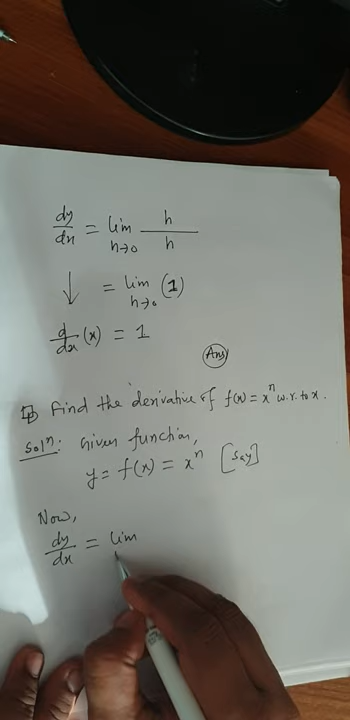 dy/dx = lim h→0 h/h
↓ = lim h→0 (1)
d/dx (x) = 1
Ans
Find the derivative of f(x) = xⁿ w.r. to x.
Solⁿ: Given function,
y = f(x) = xⁿ [say]
Now,
dy/dx = lim